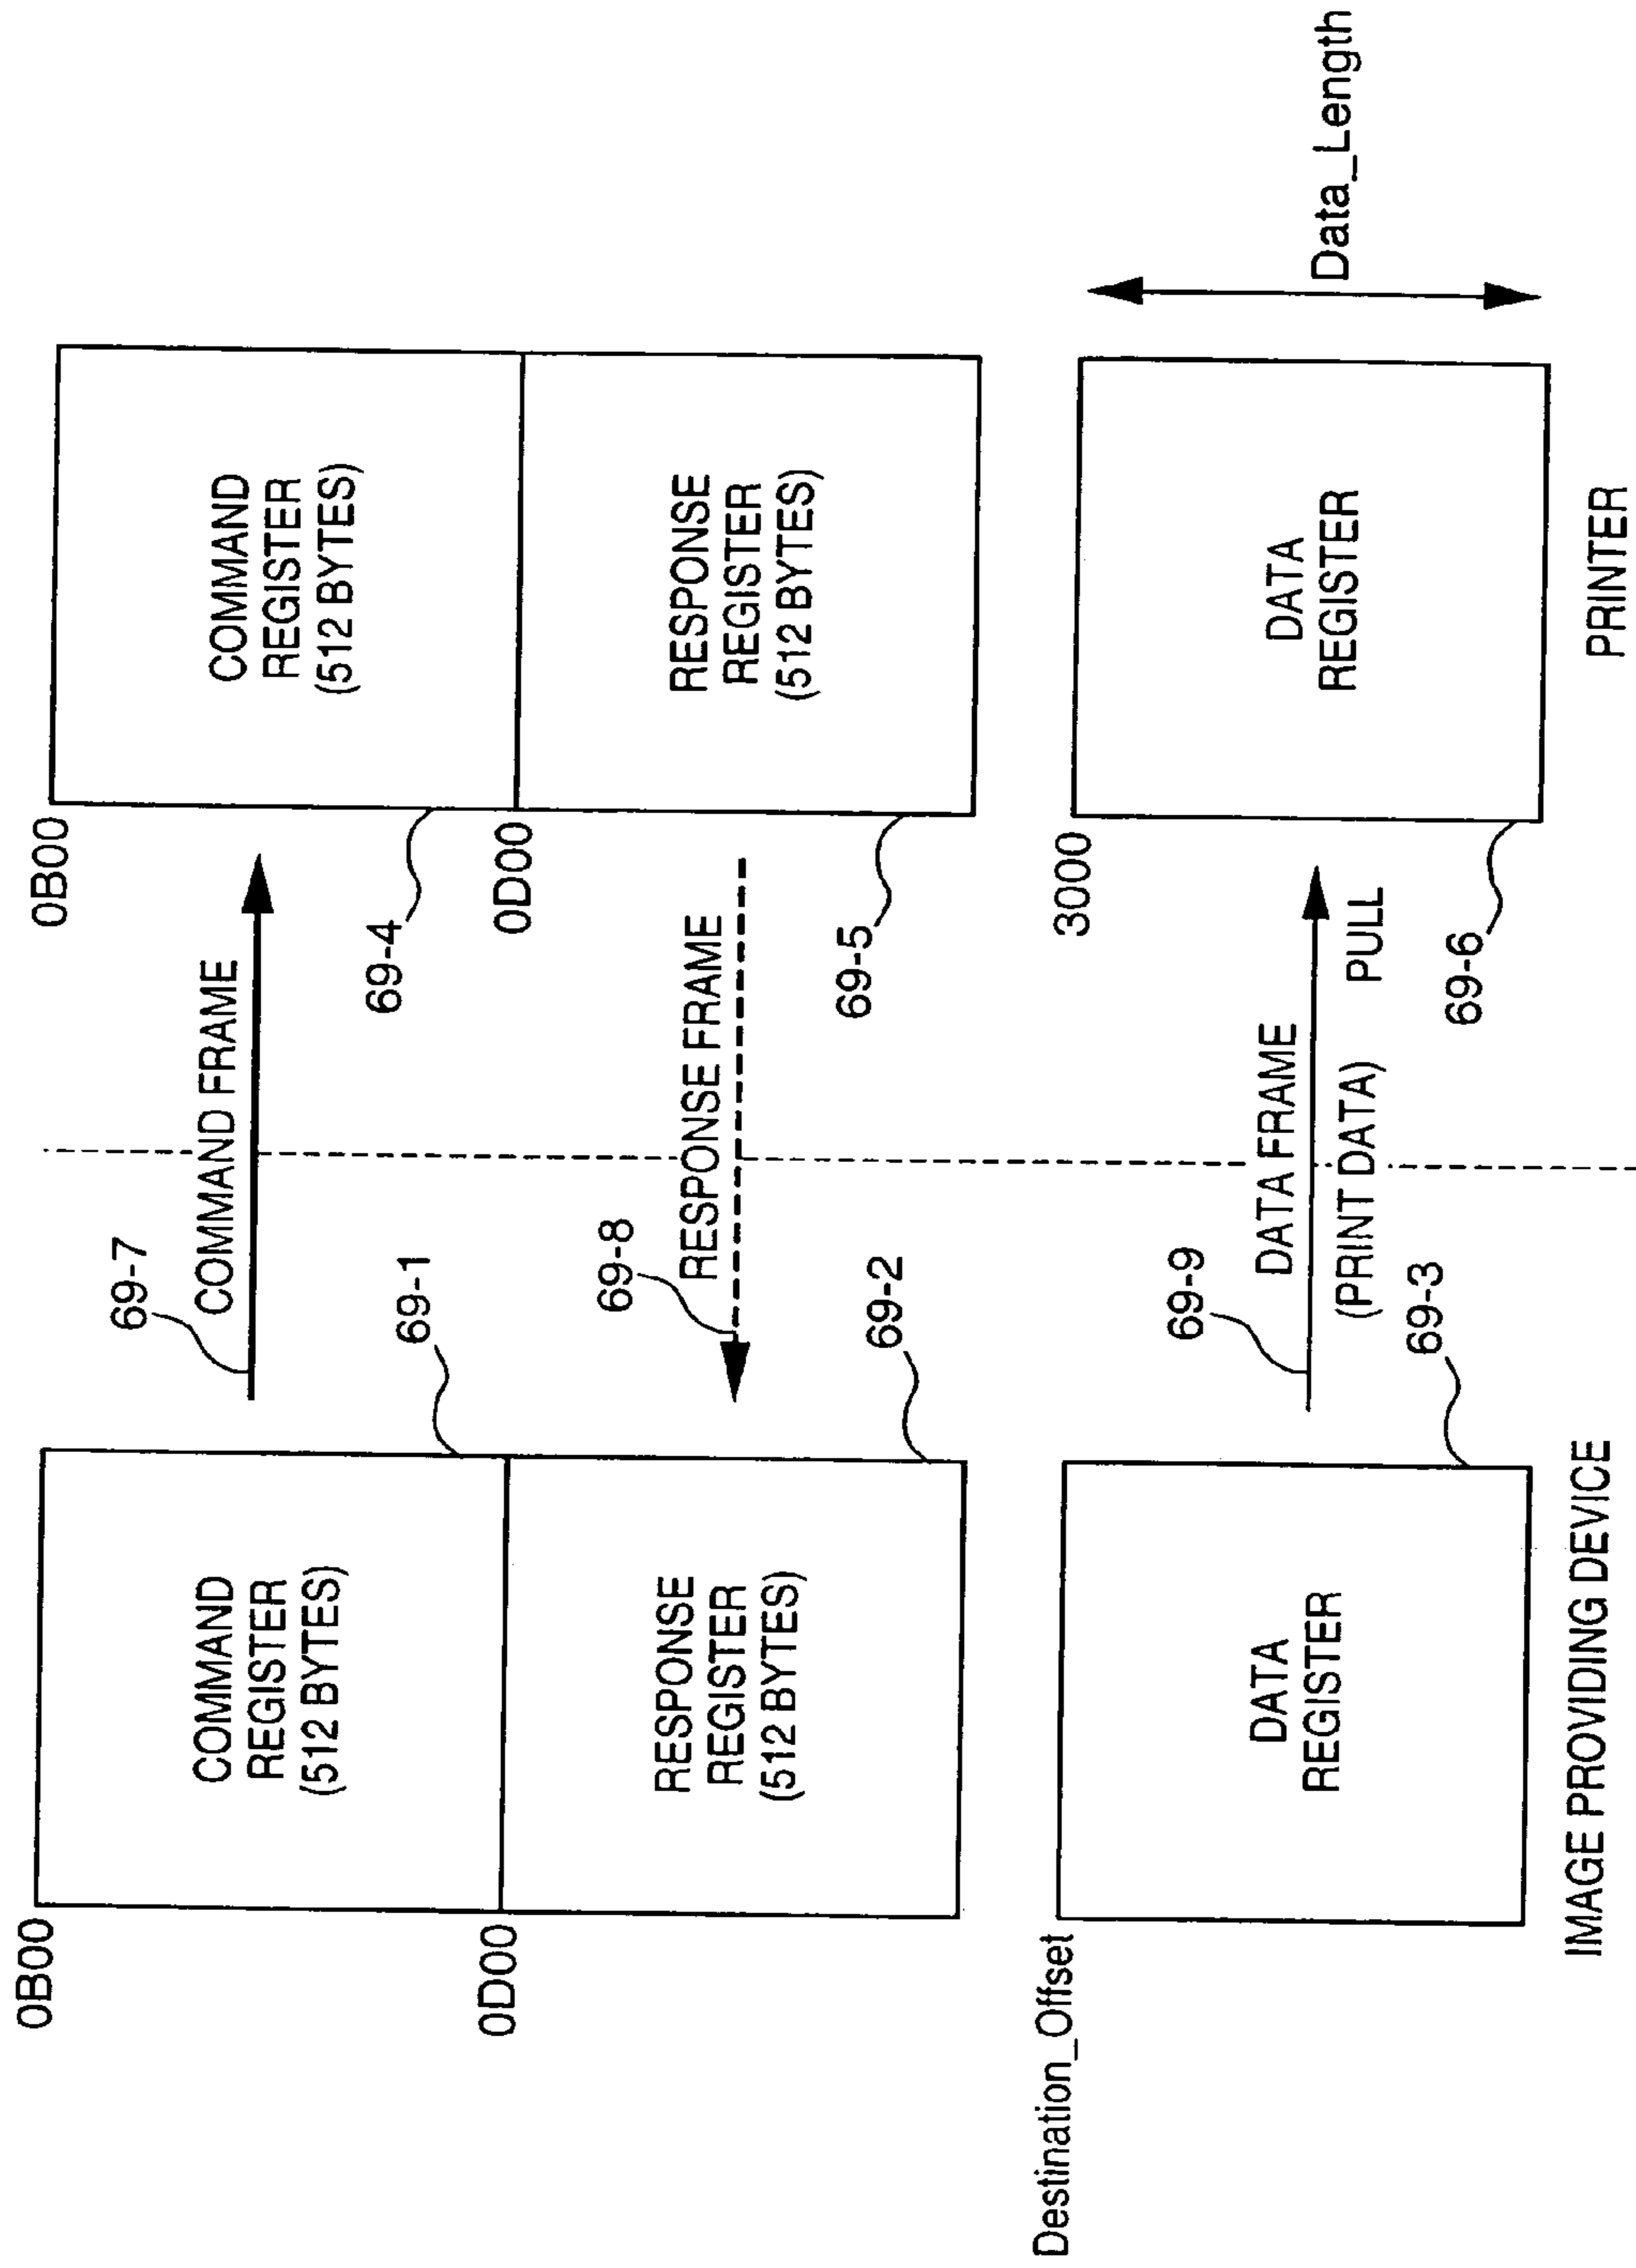 0B00
COMMAND
REGISTER
(512 BYTES)
69-1
0D00
RESPONSE
REGISTER
(512 BYTES)
69-2
Destination_Offset
DATA
REGISTER
69-3
IMAGE PROVIDING DEVICE
69-7
COMMAND FRAME
69-8
RESPONSE FRAME
69-9
DATA FRAME
(PRINT DATA)
PULL
0B00
COMMAND
REGISTER
(512 BYTES)
69-4
0D00
RESPONSE
REGISTER
(512 BYTES)
69-5
3000
DATA
REGISTER
69-6
Data_Length
PRINTER